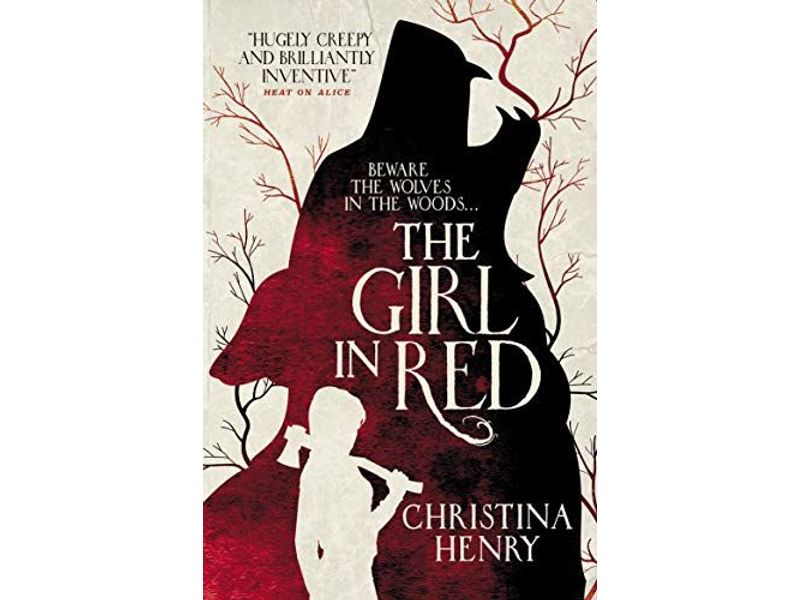 "HUGELY CREEPY
AND BRILLIANTLY
INVENTIVE"
HEAT ON ALICE
BEWARE
THE WOLVES
IN THE WOODS...
THE
GIRL
IN RED
CHRISTINA
HENRY